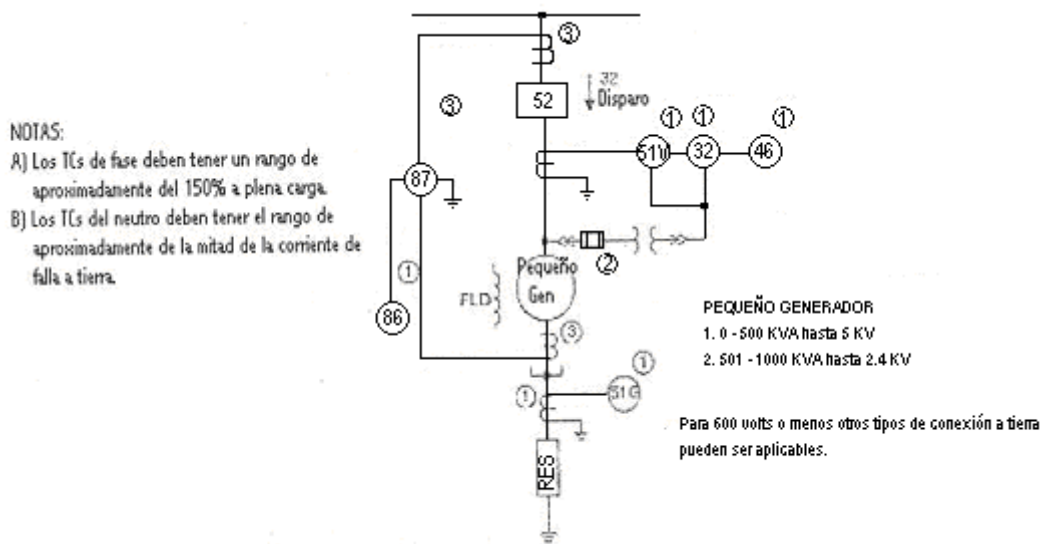 ③
32
Disparo
52
③
① ① ①
51V 32 46
NOTAS:
A) Los TCs de fase deben tener un rango de
aproximadamente del 150% a plena carga.
B) Los TCs del neutro deben tener el rango de
aproximadamente de la mitad de la corriente de
falla a tierra.
87
②
Pequeño
Gen
①
FLD
86
③
PEQUEÑO GENERADOR
1. 0 - 500 KVA hasta 5 KV
2. 501 - 1000 KVA hasta 2.4 KV
①
① 51G
Para 600 volts o menos otros tipos de conexión a tierra
pueden ser aplicables.
RES